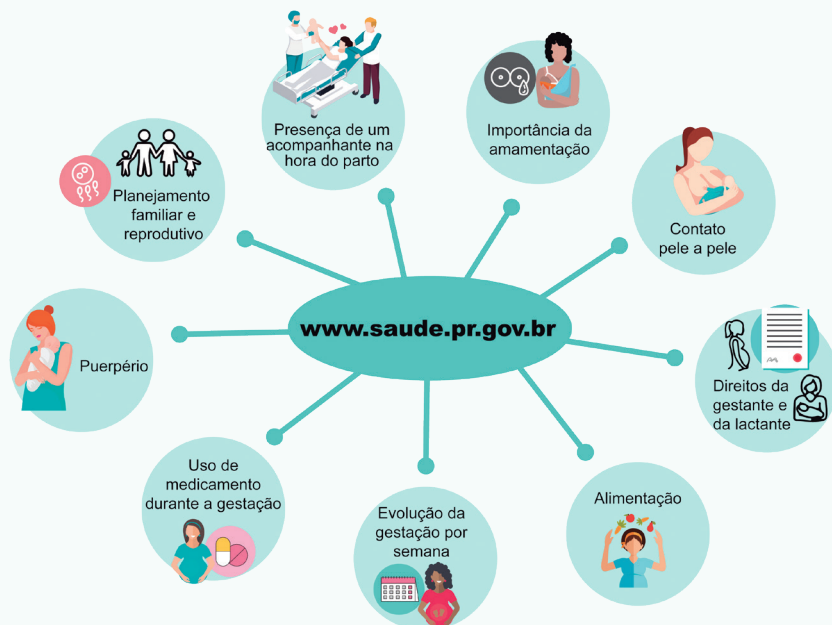 Presença de um
acompanhante na
hora do parto
Importância da
amamentação
Planejamento
familiar e
reprodutivo
Contato
pele a pele
www.saude.pr.gov.br
Puerpério
Direitos da
gestante e
da lactante
Uso de
medicamento
durante a gestação
Evolução da
gestação por
semana
Alimentação